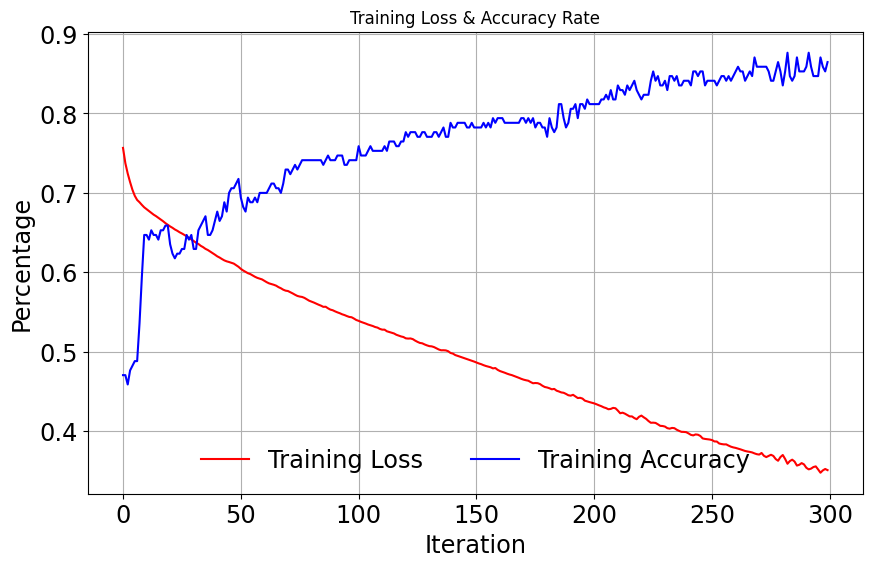 Training Loss & Accuracy Rate
0.9
0.8
0.7
0.6
0.5
0.4
Percentage
Training Loss
Training Accuracy
0 50 100 150 200 250 300
Iteration